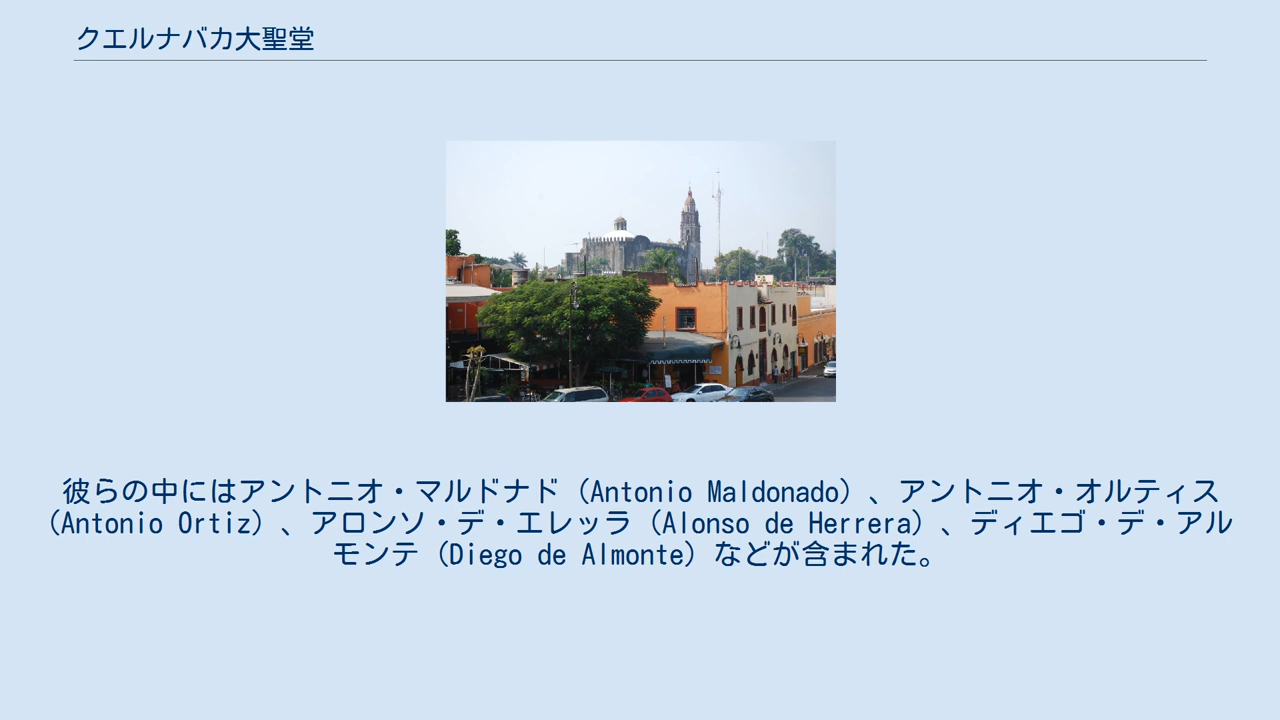 クエルナバカ大聖堂
彼らの中にはアントニオ・マルドナド（Antonio Maldonado）、アントニオ・オルティス
（Antonio Ortiz）、アロンソ・デ・エレッラ（Alonso de Herrera）、ディエゴ・デ・アル
モンテ（Diego de Almonte）などが含まれた。